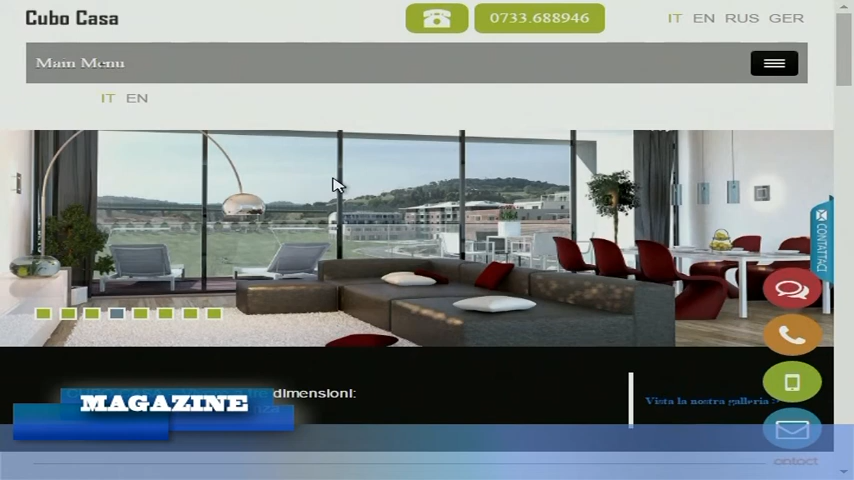 Cubo Casa
0733.688946
IT EN RUS GER
Main Menu
IT EN
CONTATTACI
dimensioni:
MAGAZINE
Vista la nostra galleria >
ontact